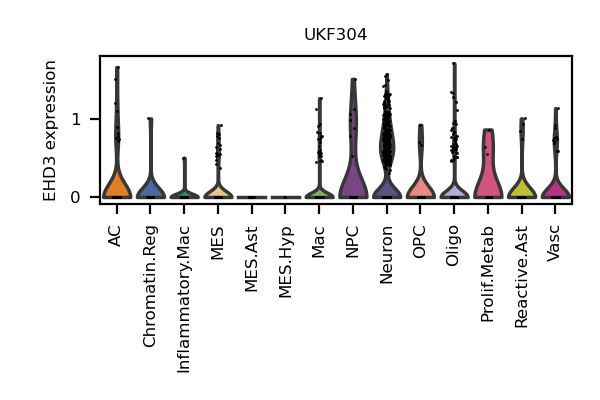 UKF304
EHD3 expression
1
0
AC
Chromatin.Reg
Inflammatory.Mac
MES
MES.Ast
MES.Hyp
Mac
NPC
Neuron
OPC
Oligo
Prolif.Metab
Reactive.Ast
Vasc